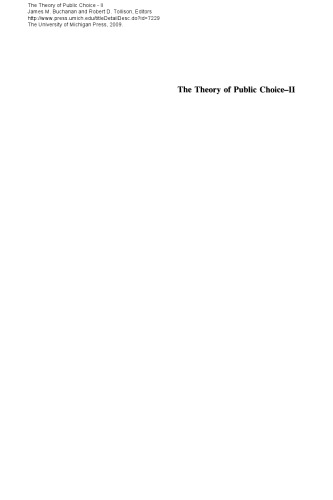 The Theory of Public Choice - II
James M. Buchanan and Robert D. Tollison, Editors
http://www.press.umich.edu/titleDetailDesc.do?id=7229
The University of Michigan Press, 2009
The Theory of Public Choice–II